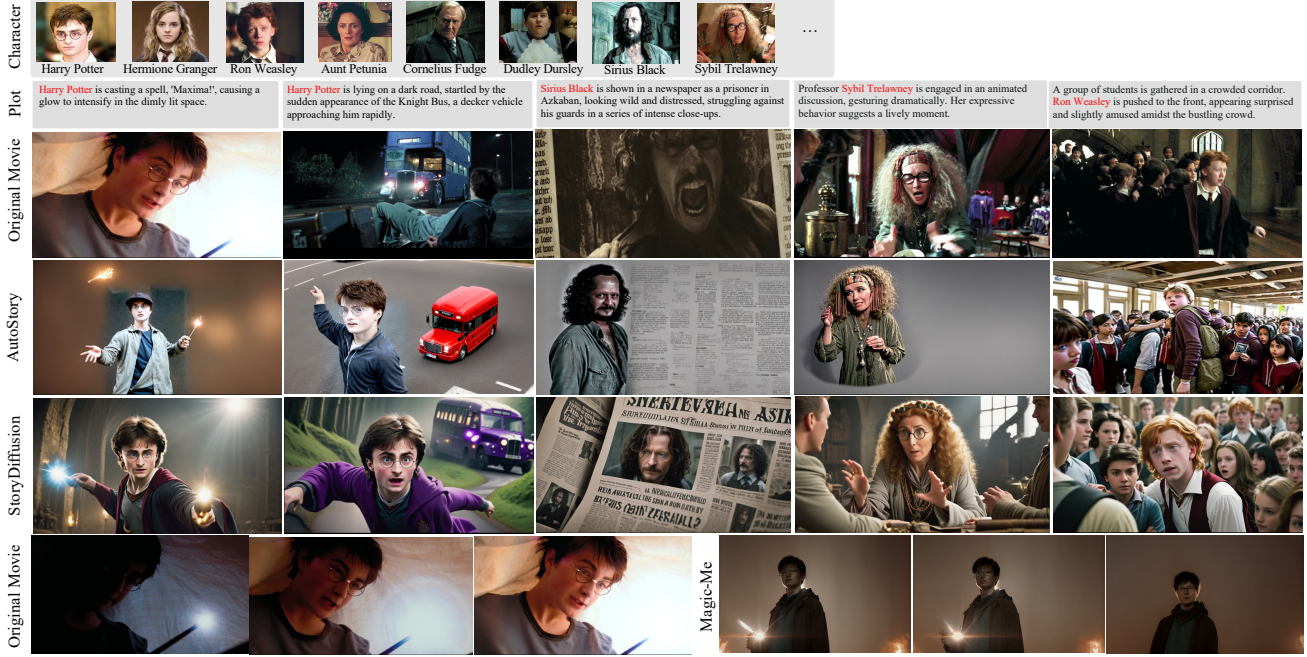 Character
Harry Potter
Hermione Granger
Ron Weasley
Aunt Petunia
Cornelius Fudge
Dudley Dursley
Sirius Black
Sybil Trelawney
...
Plot
Harry Potter is casting a spell, 'Maxima!', causing a
glow to intensify in the dimly lit space.
Harry Potter is lying on a dark road, startled by the
sudden appearance of the Knight Bus, a decker vehicle
approaching him rapidly.
Sirius Black is shown in a newspaper as a prisoner in
Azkaban, looking wild and distressed, struggling against
his guards in a series of intense close-ups.
Professor Sybil Trelawney is engaged in an animated
discussion, gesturing dramatically. Her expressive
behavior suggests a lively moment.
A group of students is gathered in a crowded corridor.
Ron Weasley is pushed to the front, appearing surprised
and slightly amused amidst the bustling crowd.
Original Movie
AutoStory
StoryDiffusion
Original Movie
Magic-Me